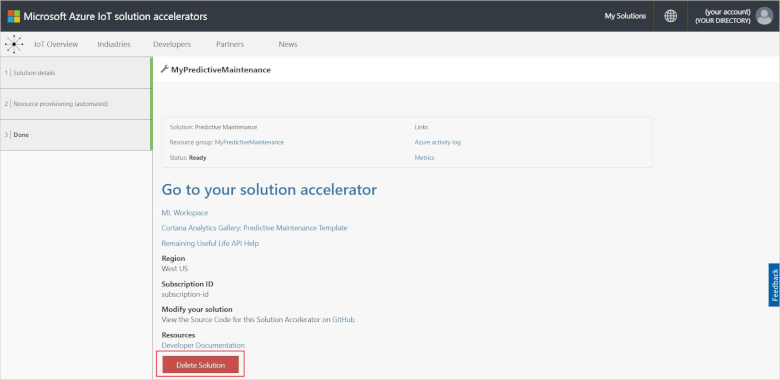 Microsoft Azure IoT solution accelerators
My Solutions
(your account)
(YOUR DIRECTORY)
IoT Overview
Industries
Developers
Partners
News
1 | Solution details
2 | Resource provisioning (automated)
3 | Done
MyPredictiveMaintenance
Solution: Predictive Maintenance
Links
Resource group: MyPredictiveMaintenance
Azure activity log
Status: Ready
Metrics
Go to your solution accelerator
ML Workspace
Cortana Analytics Gallery: Predictive Maintenance Template
Remaining Useful Life API Help
Region
West US
Subscription ID
subscription-id
Modify your solution
View the Source Code for this Solution Accelerator on GitHub
Resources
Developer Documentation
Delete Solution
Feedback